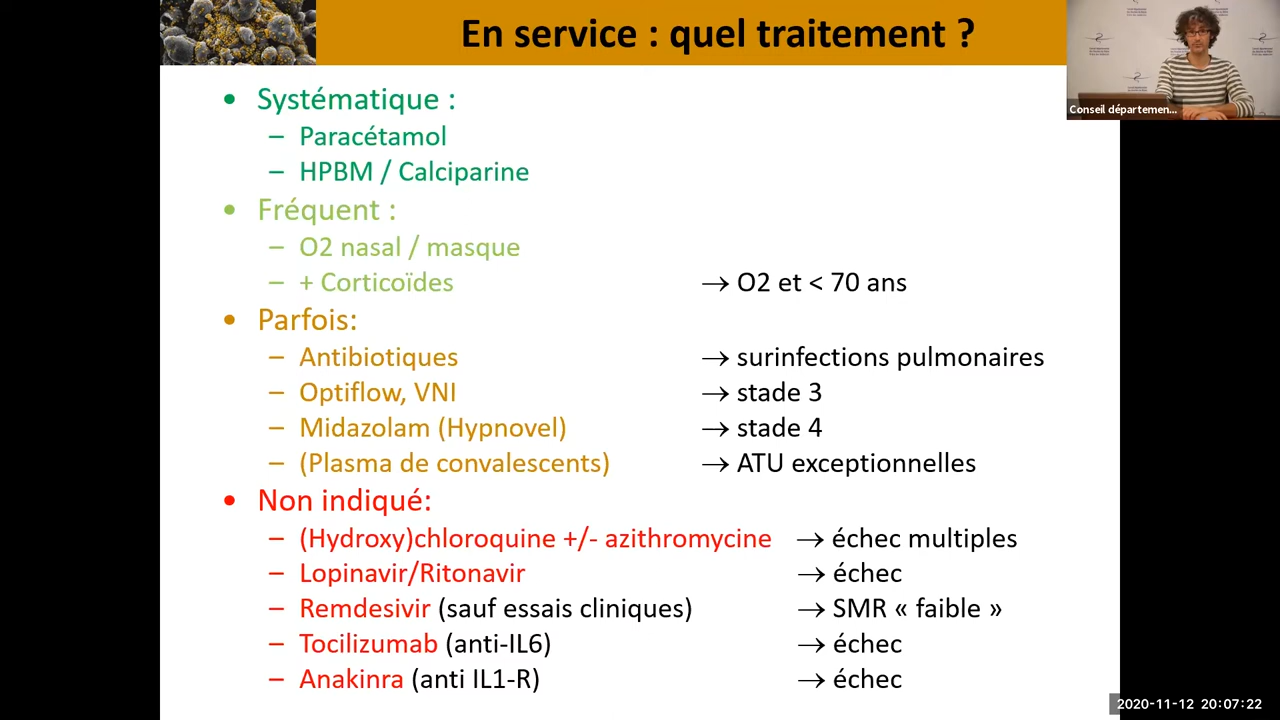 En service : quel traitement ?
Conseil départemen...
• Systématique :
– Paracétamol
– HPBM / Calciparine
• Fréquent :
– O2 nasal / masque
– + Corticoïdes → O2 et < 70 ans
• Parfois:
– Antibiotiques → surinfections pulmonaires
– Optiflow, VNI → stade 3
– Midazolam (Hypnovel) → stade 4
– (Plasma de convalescents) → ATU exceptionnelles
• Non indiqué:
– (Hydroxy)chloroquine +/- azithromycine → échec multiples
– Lopinavir/Ritonavir → échec
– Remdesivir (sauf essais cliniques) → SMR « faible »
– Tocilizumab (anti-IL6) → échec
– Anakinra (anti IL1-R) → échec
2020-11-12 20:07:22